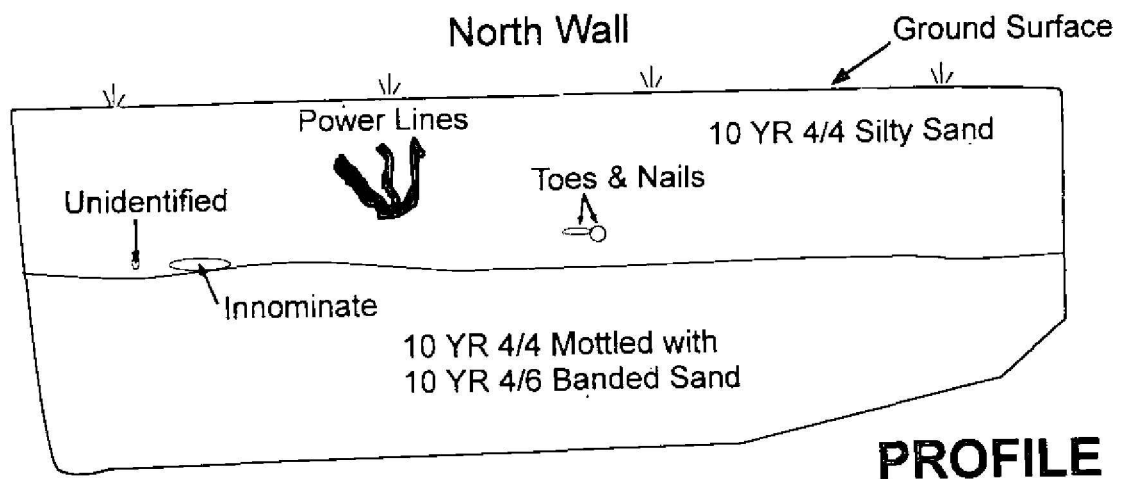 North Wall
Ground Surface
Power Lines
10 YR 4/4 Silty Sand
Toes & Nails
Unidentified
Innominate
10 YR 4/4 Mottled with
10 YR 4/6 Banded Sand
PROFILE